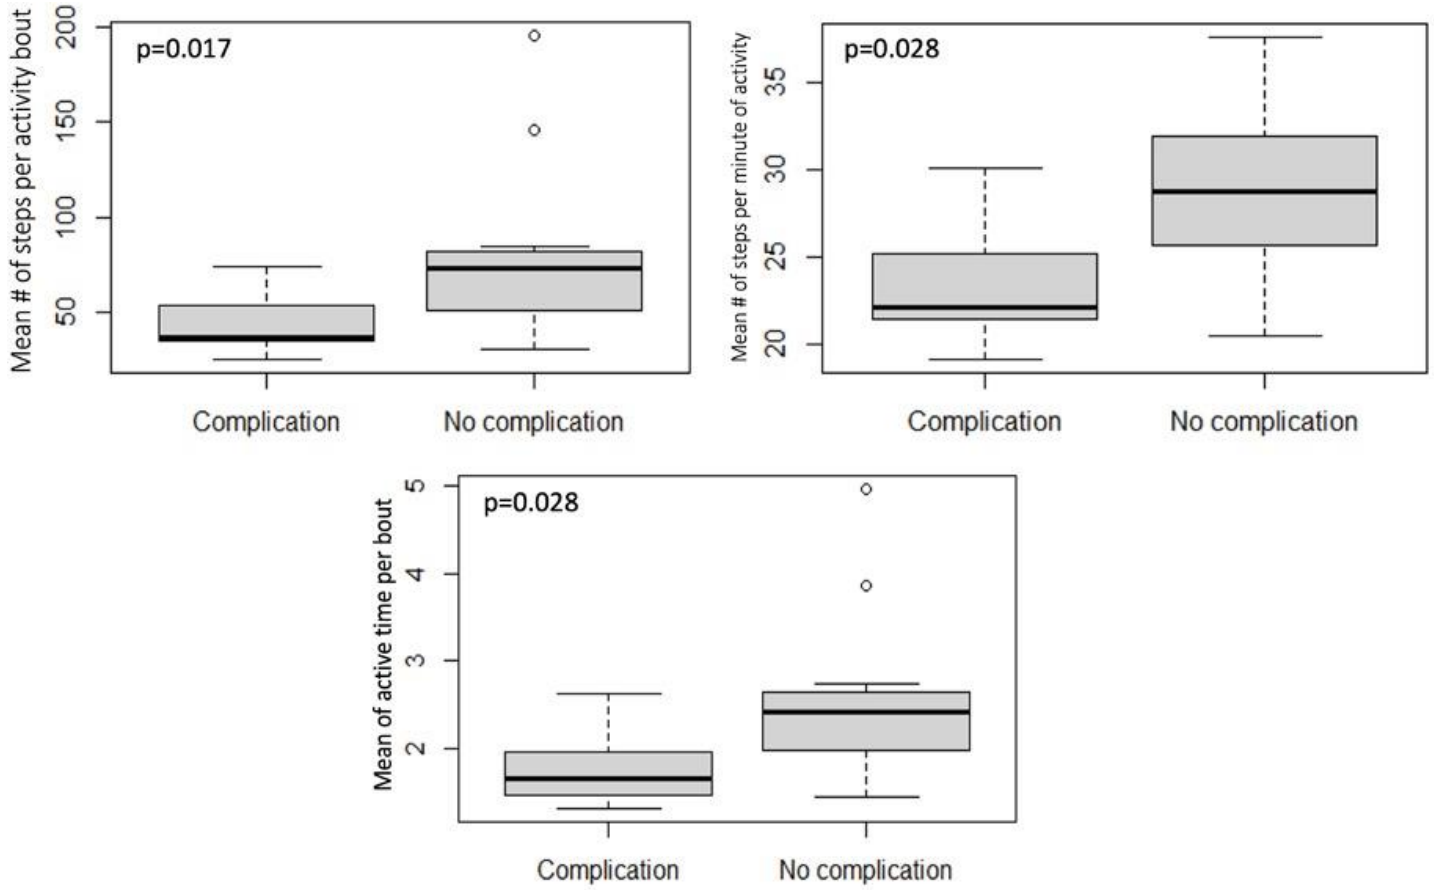 Mean # of steps per activity bout
200
150
100
50
p=0.017
Complication
No complication
Mean # of steps per minute of activity
35
30
25
20
p=0.028
Complication
No complication
Mean of active time per bout
5
4
3
2
p=0.028
Complication
No complication